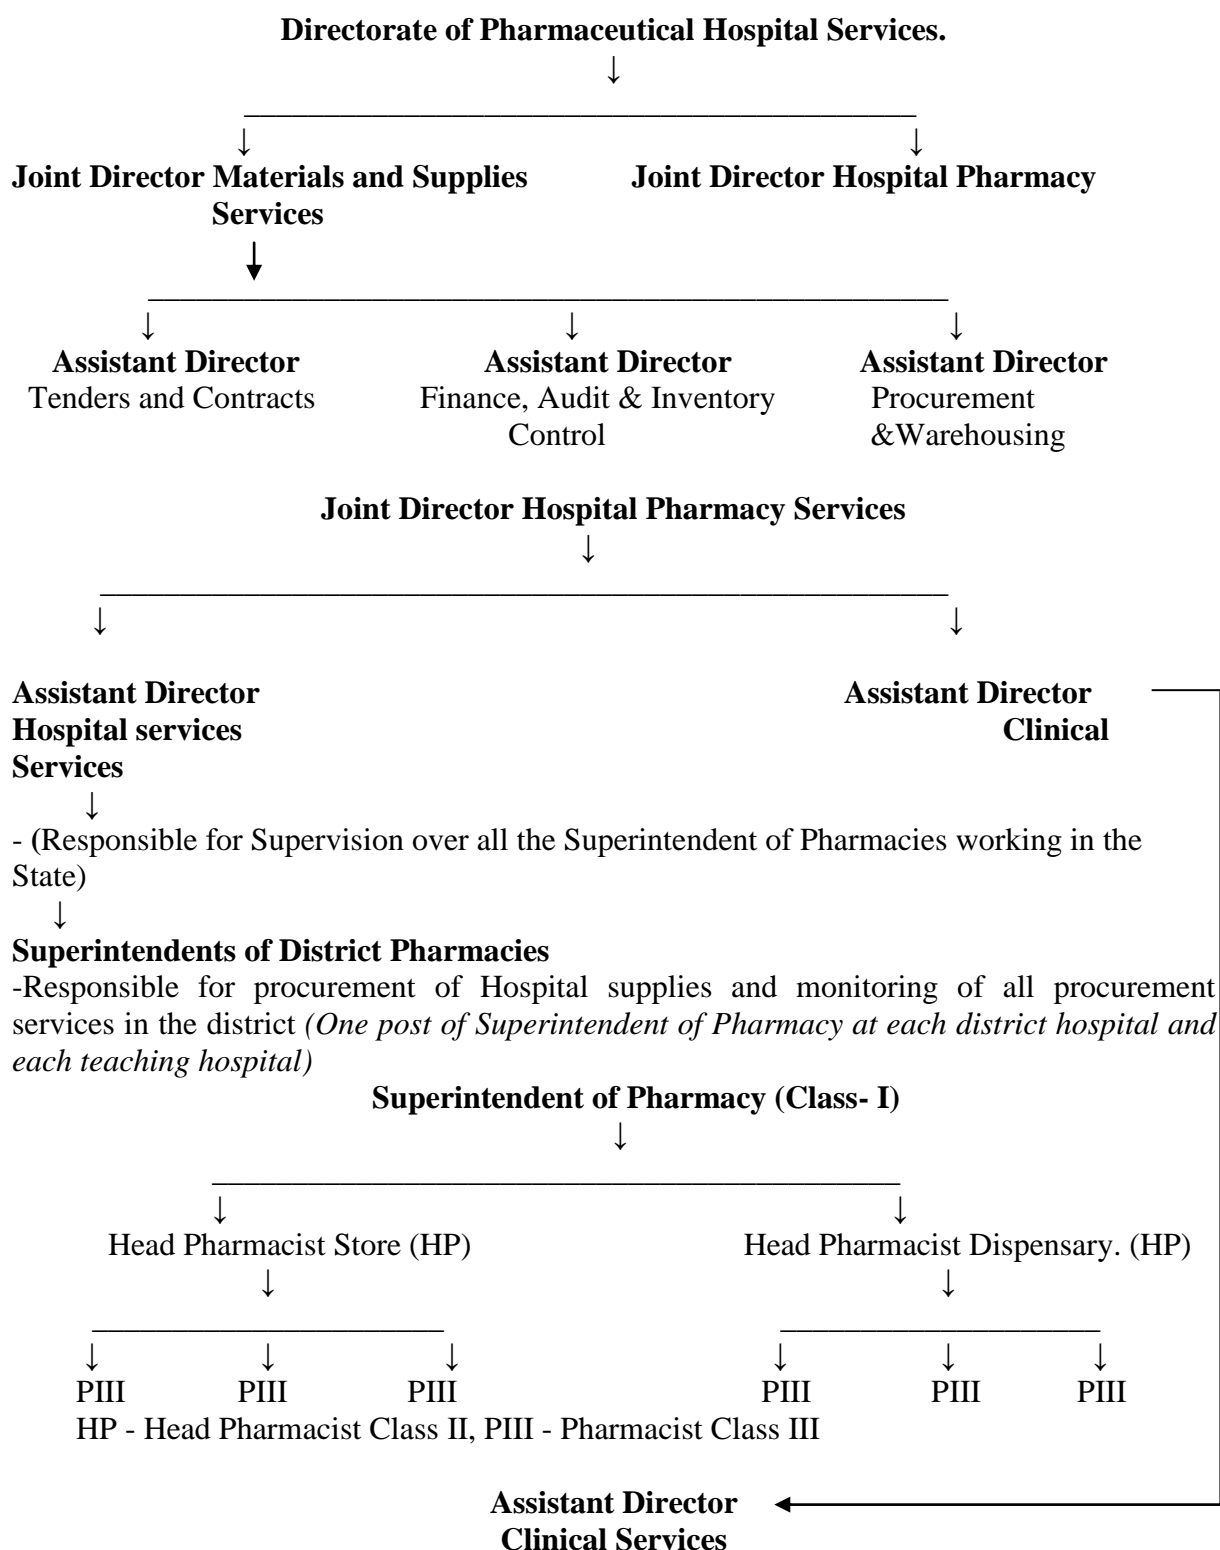 Directorate of Pharmaceutical Hospital Services.
↓
↓ ↓
Joint Director Materials and Supplies Joint Director Hospital Pharmacy
Services
↓ ↓ ↓
Assistant Director Assistant Director Assistant Director
Tenders and Contracts Finance, Audit & Inventory Procurement
Control &Warehousing
Joint Director Hospital Pharmacy Services
↓
↓ ↓
Assistant Director Assistant Director
Hospital services Clinical
Services
↓
- (Responsible for Supervision over all the Superintendent of Pharmacies working in the
State)
↓
Superintendents of District Pharmacies
-Responsible for procurement of Hospital supplies and monitoring of all procurement
services in the district (One post of Superintendent of Pharmacy at each district hospital and
each teaching hospital)
Superintendent of Pharmacy (Class- I)
↓
↓ ↓
Head Pharmacist Store (HP) Head Pharmacist Dispensary. (HP)
↓ ↓
↓ ↓ ↓ ↓ ↓ ↓
PIII PIII PIII PIII PIII PIII
HP - Head Pharmacist Class II, PIII - Pharmacist Class III
Assistant Director
Clinical Services